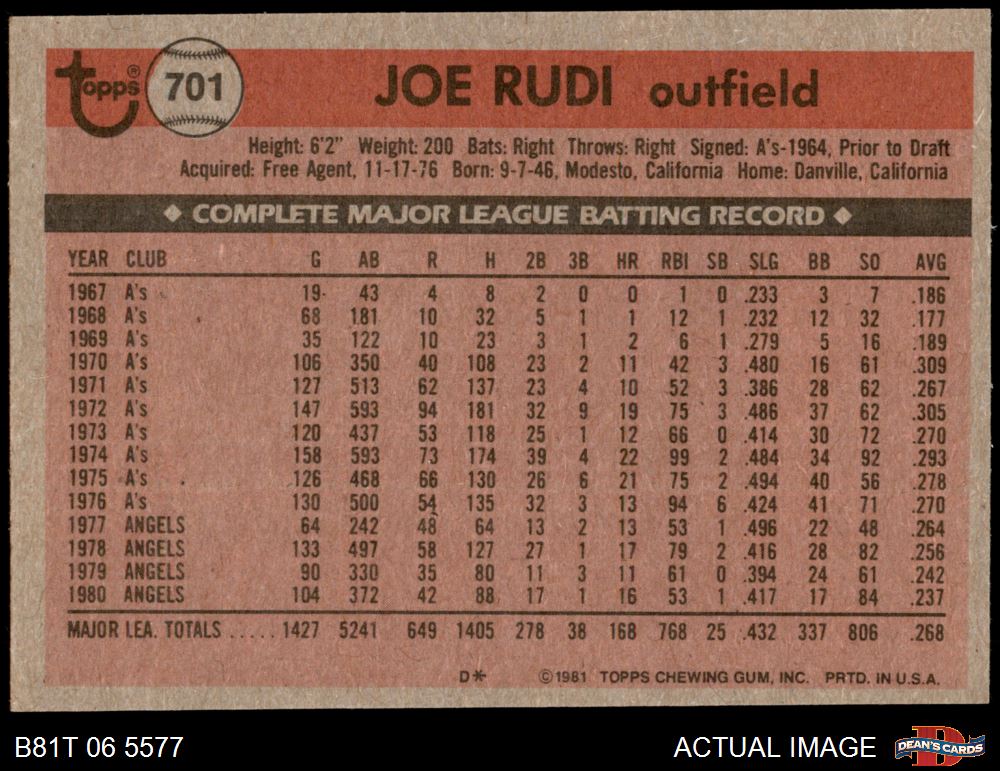 topps® 701 JOE RUDI outfield
Height: 6'2" Weight: 200 Bats: Right Throws: Right Signed: A's-1964, Prior to Draft
Acquired: Free Agent, 11-17-76 Born: 9-7-46, Modesto, California Home: Danville, California
◆ COMPLETE MAJOR LEAGUE BATTING RECORD ◆
YEAR CLUB G AB R H 2B 3B HR RBI SB SLG BB SO AVG
1967 A's 19 43 4 8 2 0 0 1 0 .233 3 7 .186
1968 A's 68 181 10 32 5 1 1 12 1 .232 12 32 .177
1969 A's 35 122 10 23 3 1 2 6 1 .279 5 16 .189
1970 A's 106 350 40 108 23 2 11 42 3 .480 16 61 .309
1971 A's 127 513 62 137 23 4 10 52 3 .386 28 62 .267
1972 A's 147 593 94 181 32 9 19 75 3 .486 37 62 .305
1973 A's 120 437 53 118 25 1 12 66 0 .414 30 72 .270
1974 A's 158 593 73 174 39 4 22 99 2 .484 34 92 .293
1975 A's 126 468 66 130 26 6 21 75 2 .494 40 56 .278
1976 A's 130 500 54 135 32 3 13 94 6 .424 41 71 .270
1977 ANGELS 64 242 48 64 13 2 13 53 1 .496 22 48 .264
1978 ANGELS 133 497 58 127 27 1 17 79 2 .416 28 82 .256
1979 ANGELS 90 330 35 80 11 3 11 61 0 .394 24 61 .242
1980 ANGELS 104 372 42 88 17 1 16 53 1 .417 17 84 .237
MAJOR LEA. TOTALS ..... 1427 5241 649 1405 278 38 168 768 25 .432 337 806 .268
D* ©1981 TOPPS CHEWING GUM, INC. PRTD. IN U.S.A.
B81T 06 5577 ACTUAL IMAGE DEAN'S CARDS